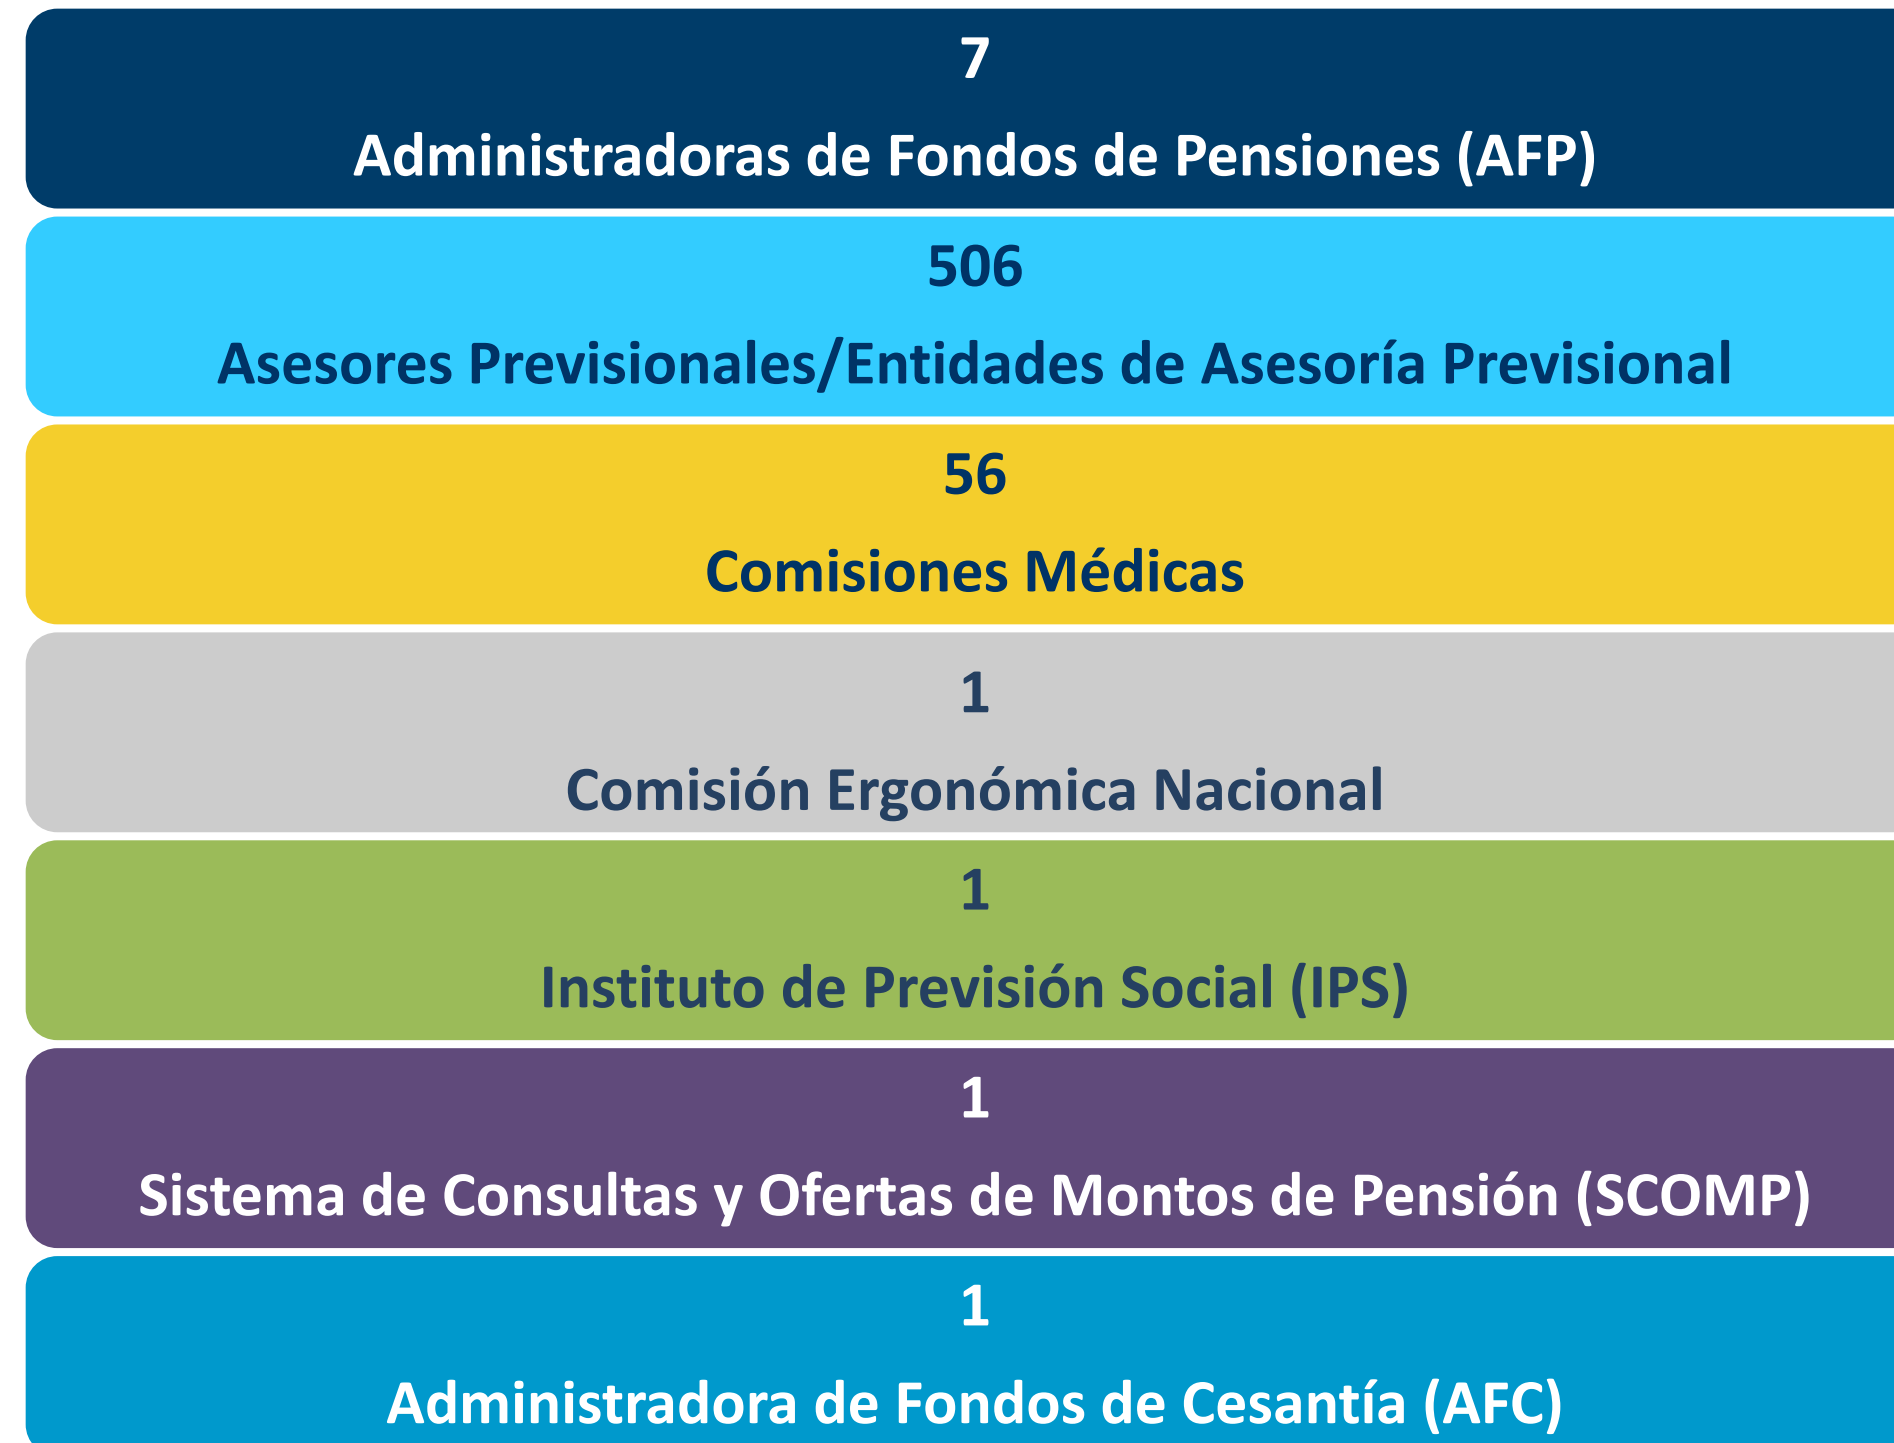 7
Administradoras de Fondos de Pensiones (AFP)
506
Asesores Previsionales/Entidades de Asesoría Previsional
56
Comisiones Médicas
1
Comisión Ergonómica Nacional
1
Instituto de Previsión Social (IPS)
1
Sistema de Consultas y Ofertas de Montos de Pensión (SCOMP)
1
Administradora de Fondos de Cesantía (AFC)